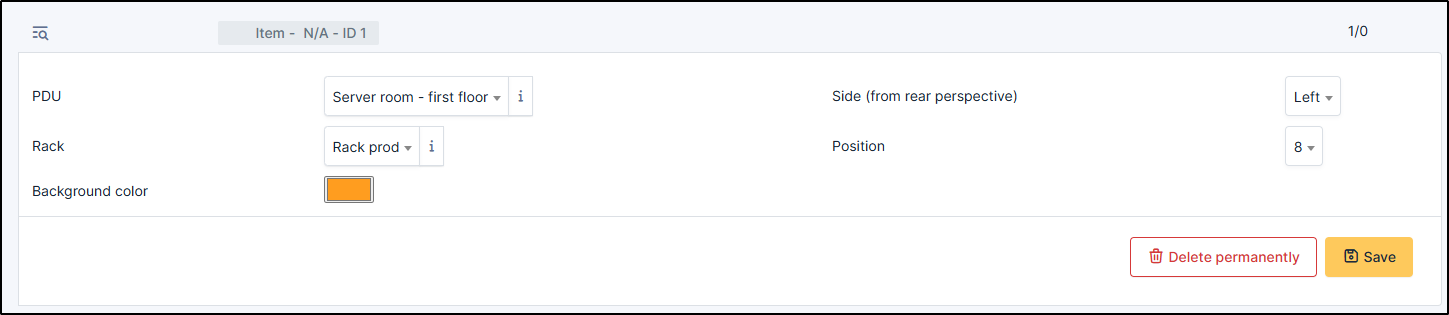 Item -  N/A - ID 1
1/0
PDU
Server room - first floor
i
Side (from rear perspective)
Left
Rack
Rack prod
i
Position
8
Background color
Delete permanently
Save